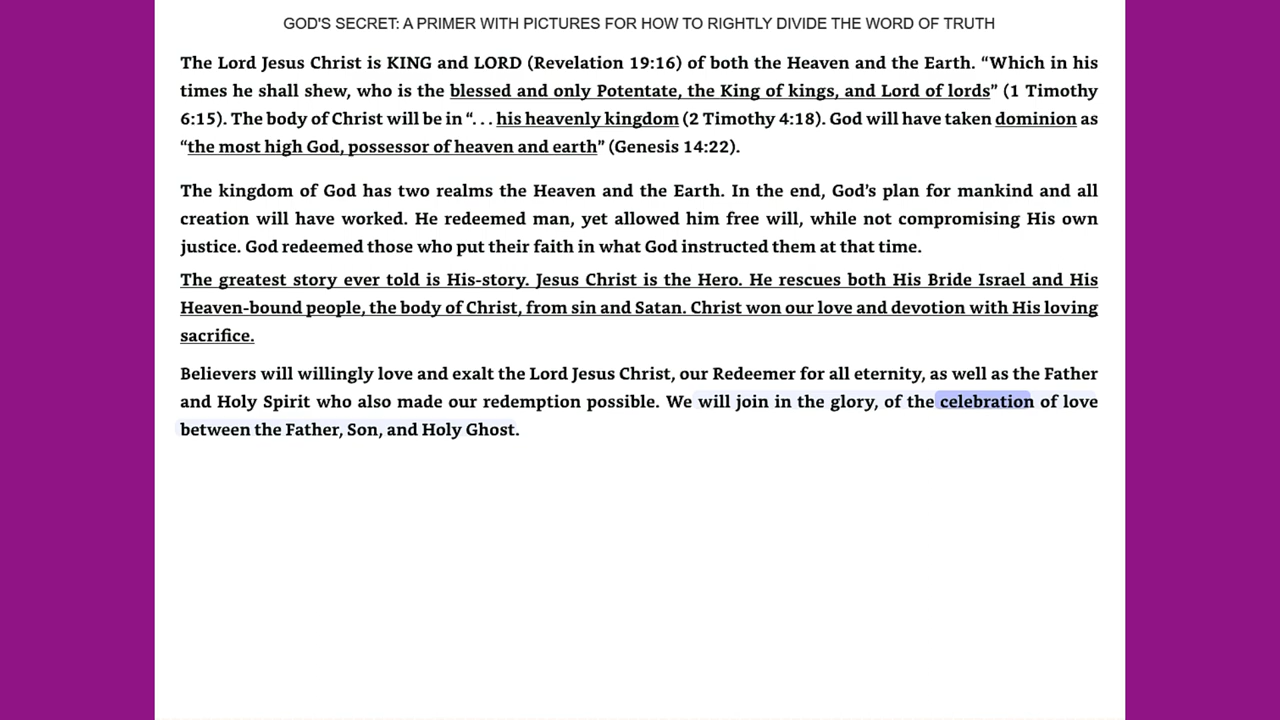 GOD'S SECRET: A PRIMER WITH PICTURES FOR HOW TO RIGHTLY DIVIDE THE WORD OF TRUTH
The Lord Jesus Christ is KING and LORD (Revelation 19:16) of both the Heaven and the Earth. “Which in his
times he shall shew, who is the blessed and only Potentate, the King of kings, and Lord of lords” (1 Timothy
6:15). The body of Christ will be in “. . . his heavenly kingdom (2 Timothy 4:18). God will have taken dominion as
“the most high God, possessor of heaven and earth” (Genesis 14:22).
The kingdom of God has two realms the Heaven and the Earth. In the end, God’s plan for mankind and all
creation will have worked. He redeemed man, yet allowed him free will, while not compromising His own
justice. God redeemed those who put their faith in what God instructed them at that time.
The greatest story ever told is His-story. Jesus Christ is the Hero. He rescues both His Bride Israel and His
Heaven-bound people, the body of Christ, from sin and Satan. Christ won our love and devotion with His loving
sacrifice.
Believers will willingly love and exalt the Lord Jesus Christ, our Redeemer for all eternity, as well as the Father
and Holy Spirit who also made our redemption possible. We will join in the glory, of the celebration of love
between the Father, Son, and Holy Ghost.